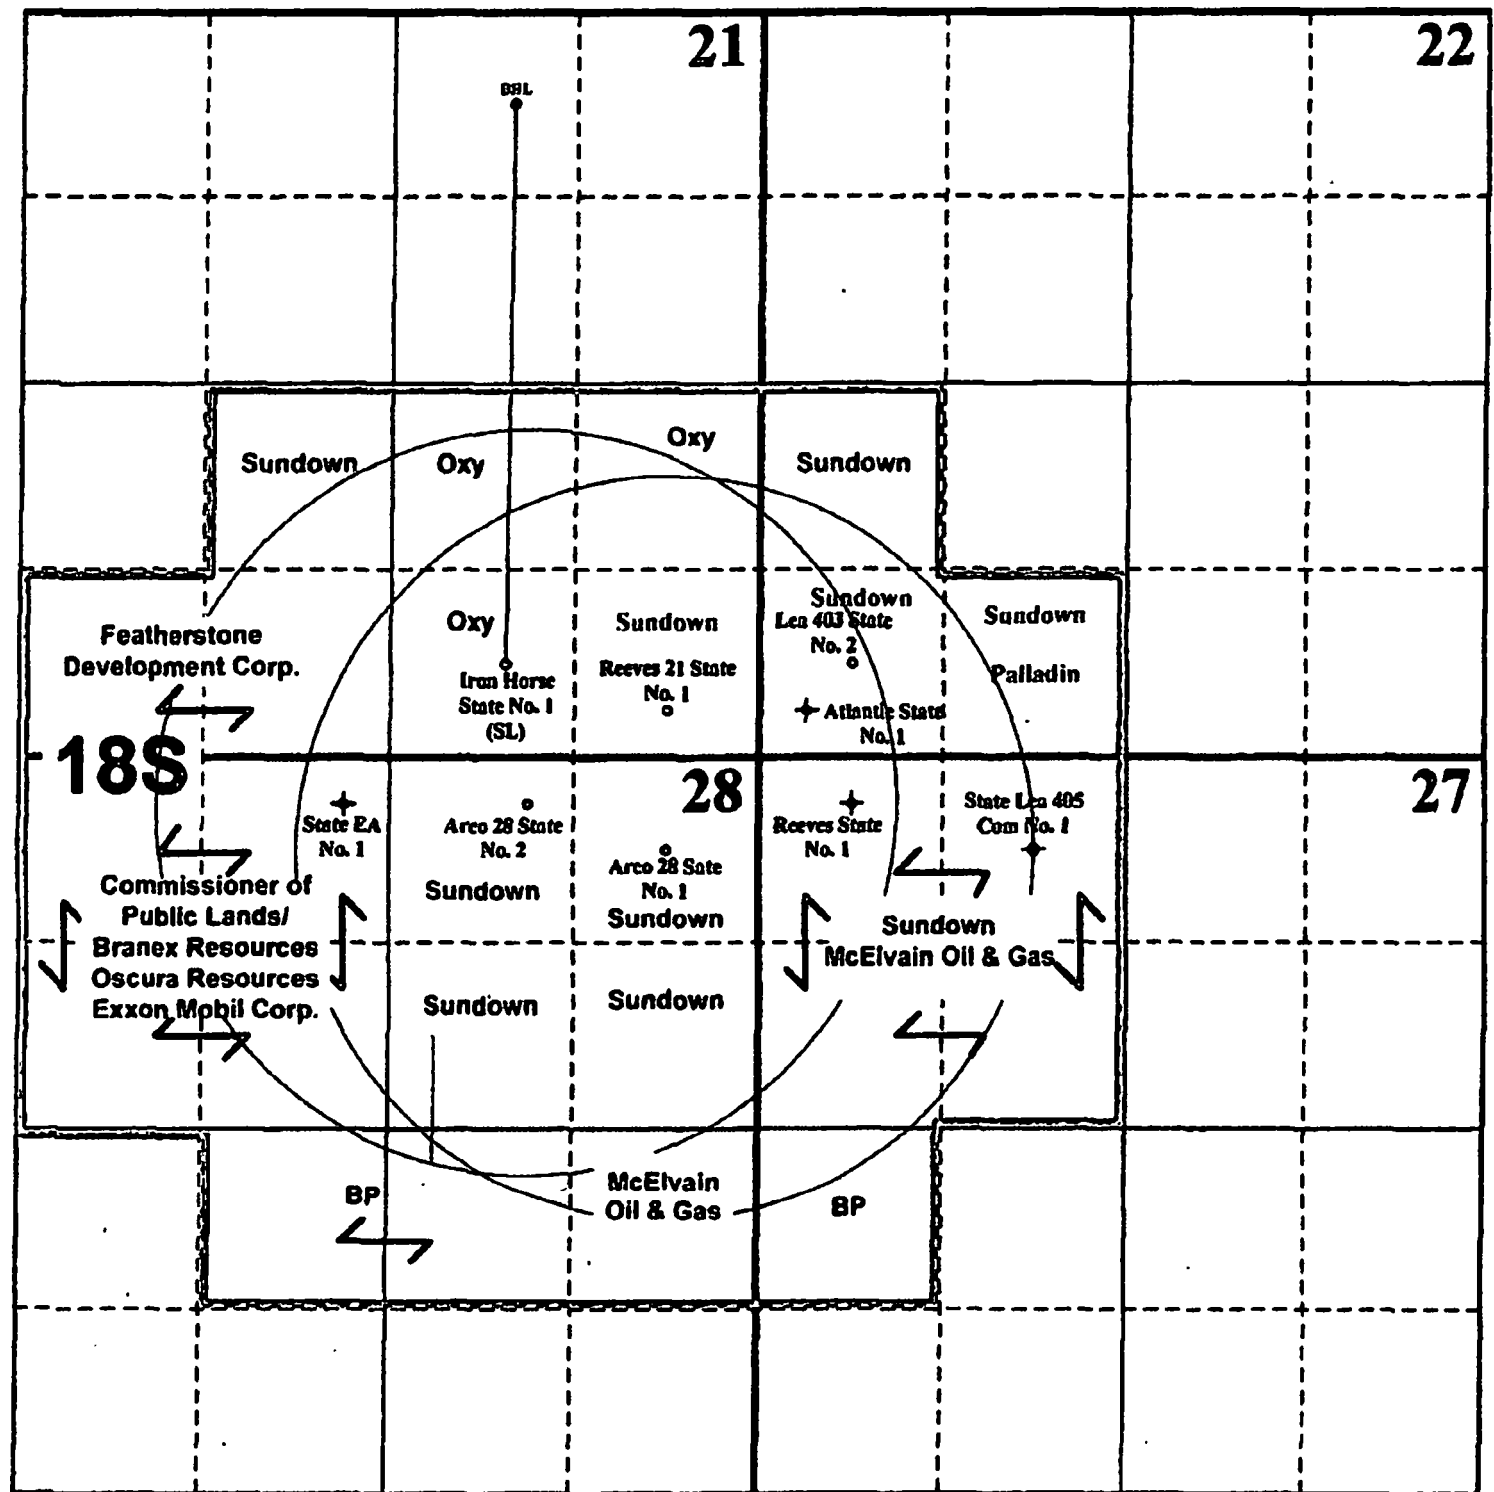 21
22
BHL
Sundown
Oxy
Oxy
Sundown
Featherstone
Development Corp.
Oxy
Iron Horse
State No. 1
(SL)
Sundown
Reeves 21 State
No. 1
Sundown
Lea 403 State
No. 2
Atlantic State
No. 1
Sundown
Palladin
18S
28
27
State EA
No. 1
Arco 28 State
No. 2
Sundown
Arco 28 Sate
No. 1
Sundown
Reeves State
No. 1
State Lea 405
Com No. 1
Commissioner of
Public Lands/
Branex Resources
Oscura Resources
Exxon Mobil Corp.
Sundown
McElvain Oil & Gas
Sundown
Sundown
BP
McElvain
Oil & Gas
BP